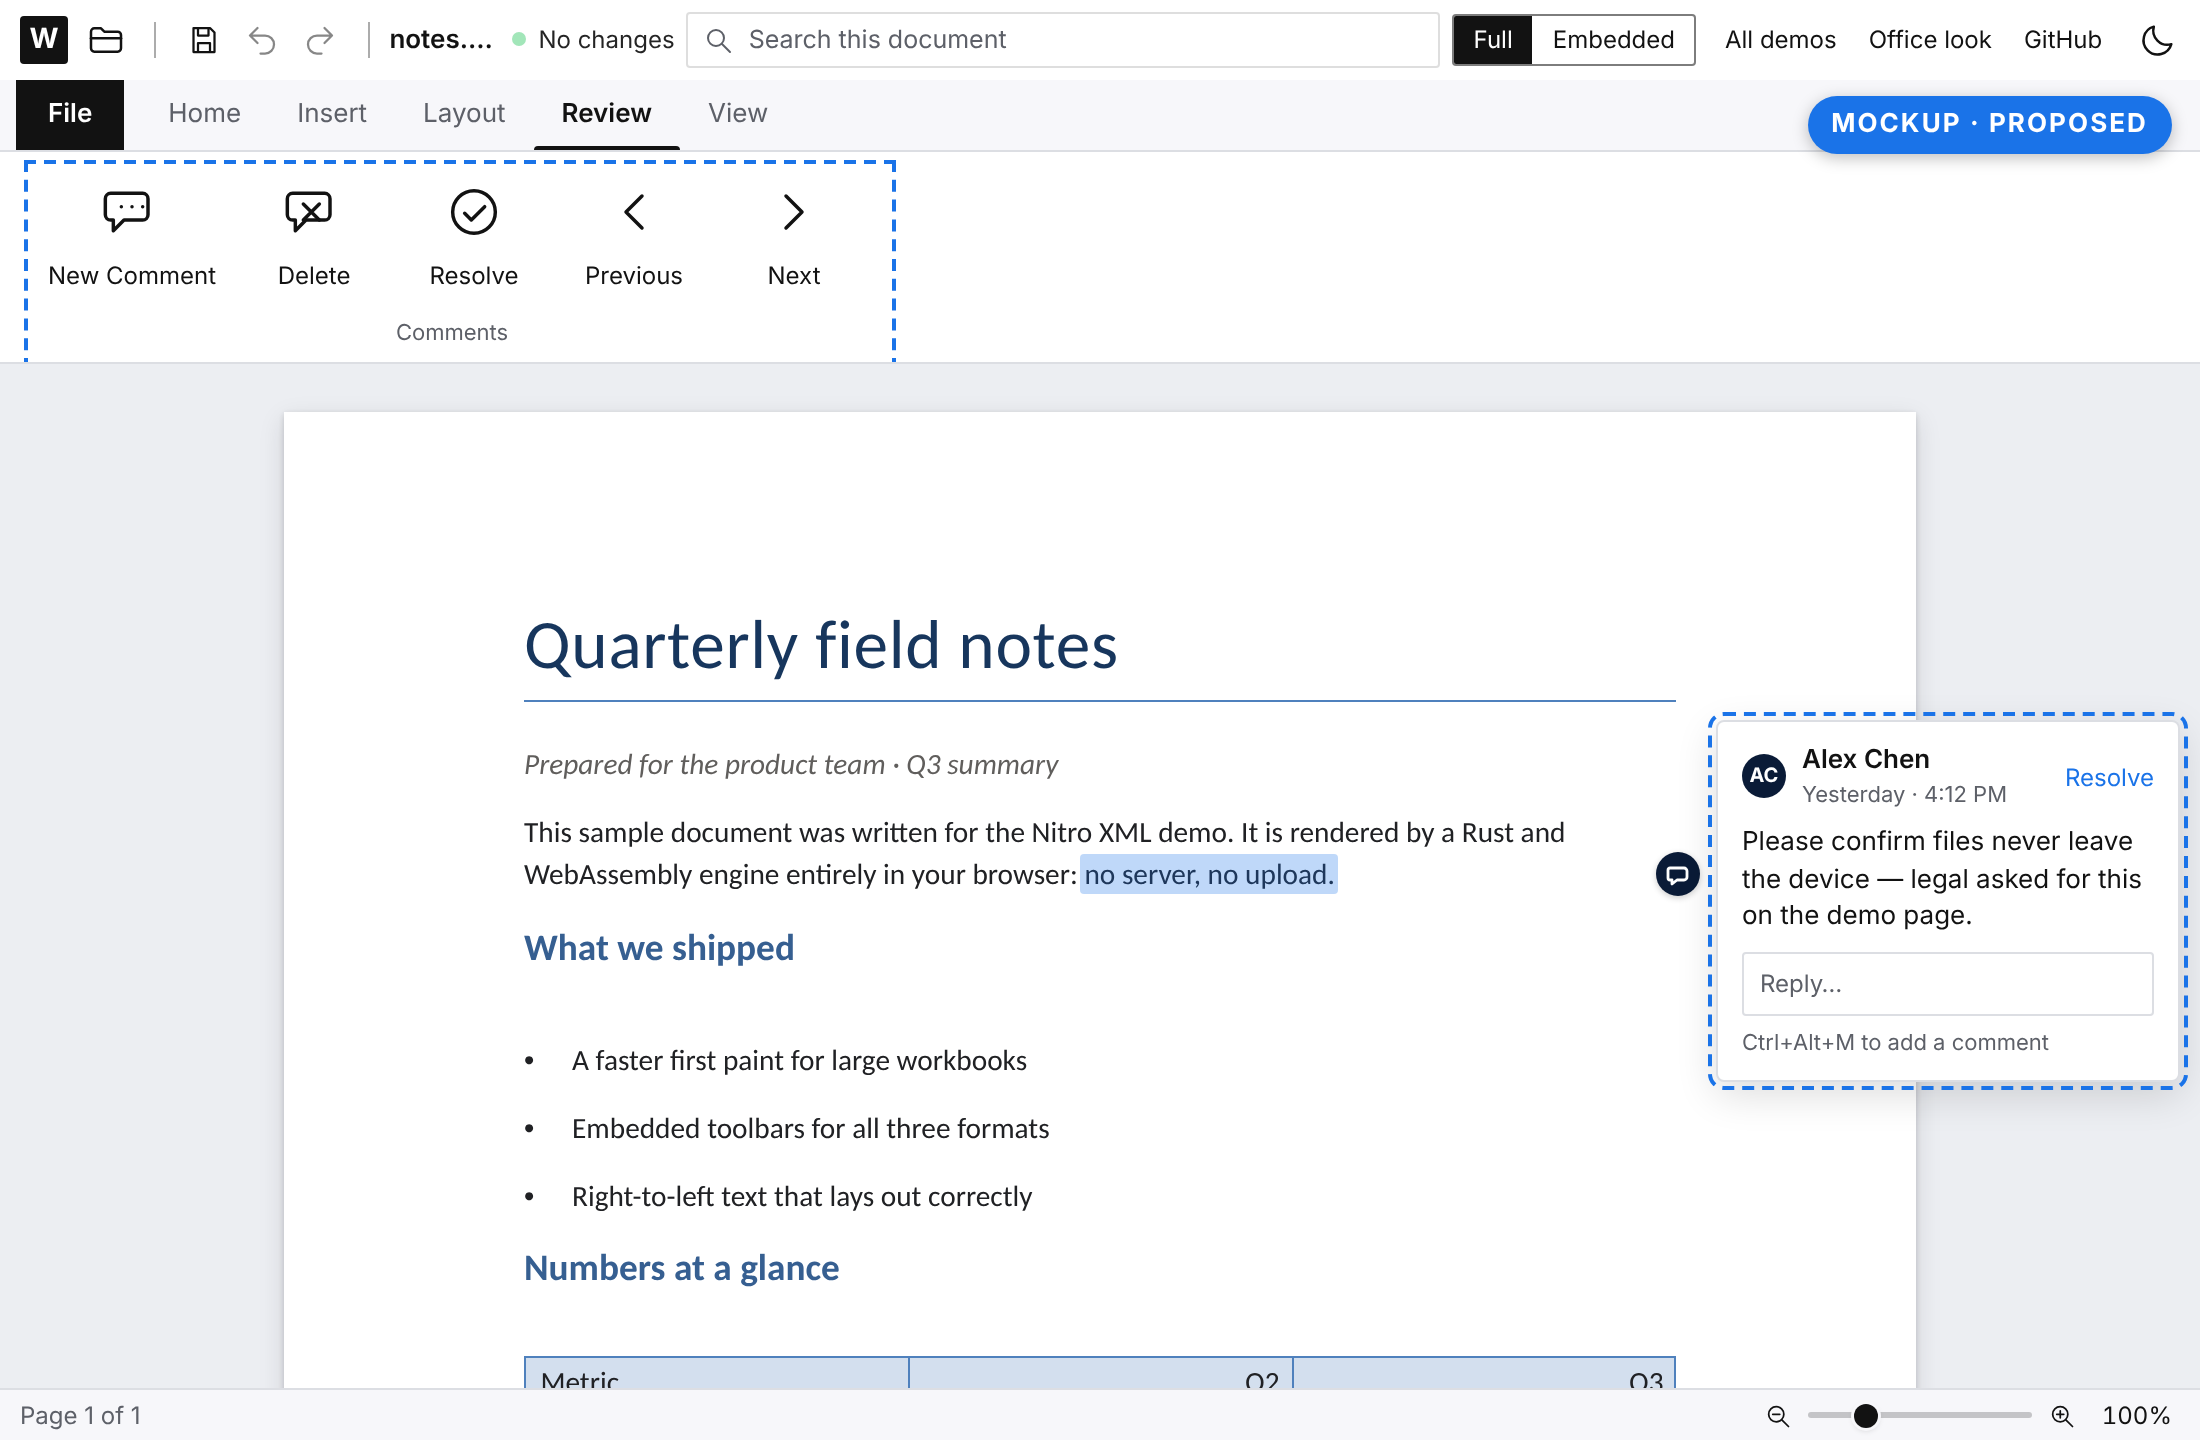 W notes.... No changes Search this document Full Embedded All demos Office look GitHub
File Home Insert Layout Review View
MOCKUP · PROPOSED
New Comment Delete Resolve Previous Next
Comments
Quarterly field notes
Prepared for the product team · Q3 summary
This sample document was written for the Nitro XML demo. It is rendered by a Rust and
WebAssembly engine entirely in your browser: no server, no upload.
What we shipped
• A faster first paint for large workbooks
• Embedded toolbars for all three formats
• Right-to-left text that lays out correctly
Numbers at a glance
Metric Q2 Q3
AC Alex Chen
Yesterday · 4:12 PM
Resolve
Please confirm files never leave
the device — legal asked for this
on the demo page.
Reply...
Ctrl+Alt+M to add a comment
Page 1 of 1 100%